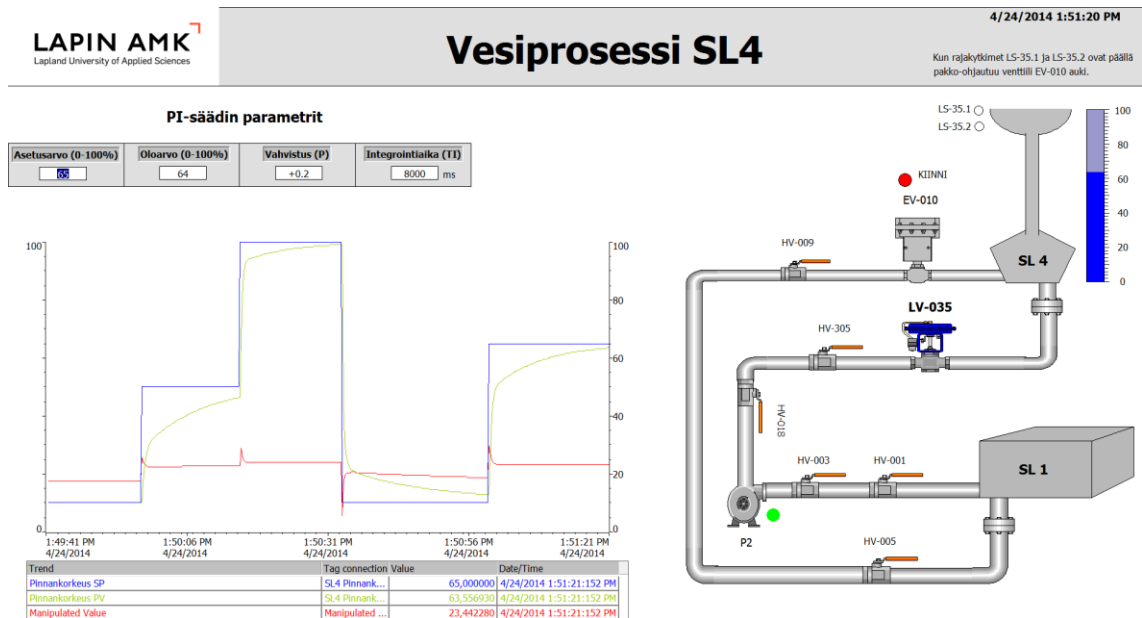 LAPIN AMK
Lapland University of Applied Sciences
Vesiprosessi SL4
4/24/2014 1:51:20 PM
Kun rajakytkimet LS-35.1 ja LS-35.2 ovat päällä
pakko-ohjautuu venttiili EV-010 auki.
PI-säädin parametrit
Asetusarvo (0-100%) Oloarvo (0-100%) Vahvistus (P) Integrointiaika (TI)
65 64 +0.2 8000 ms
LS-35.1
LS-35.2
100
80
60
40
20
0
KIINNI
EV-010
HV-009
SL 4
LV-035
HV-305
HV-018
HV-003
HV-001
SL 1
P2
HV-005
100
0
100
80
60
40
20
0
1:49:41 PM 1:50:06 PM 1:50:31 PM 1:50:56 PM 1:51:21 PM
4/24/2014 4/24/2014 4/24/2014 4/24/2014 4/24/2014
Trend Tag connection Value Date/Time
Pinnankorkeus SP SL4 Pinnank... 65,000000 4/24/2014 1:51:21:152 PM
Pinnankorkeus PV SL4 Pinnank... 63,556930 4/24/2014 1:51:21:152 PM
Manipulated Value Manipulated ... 23,442280 4/24/2014 1:51:21:152 PM